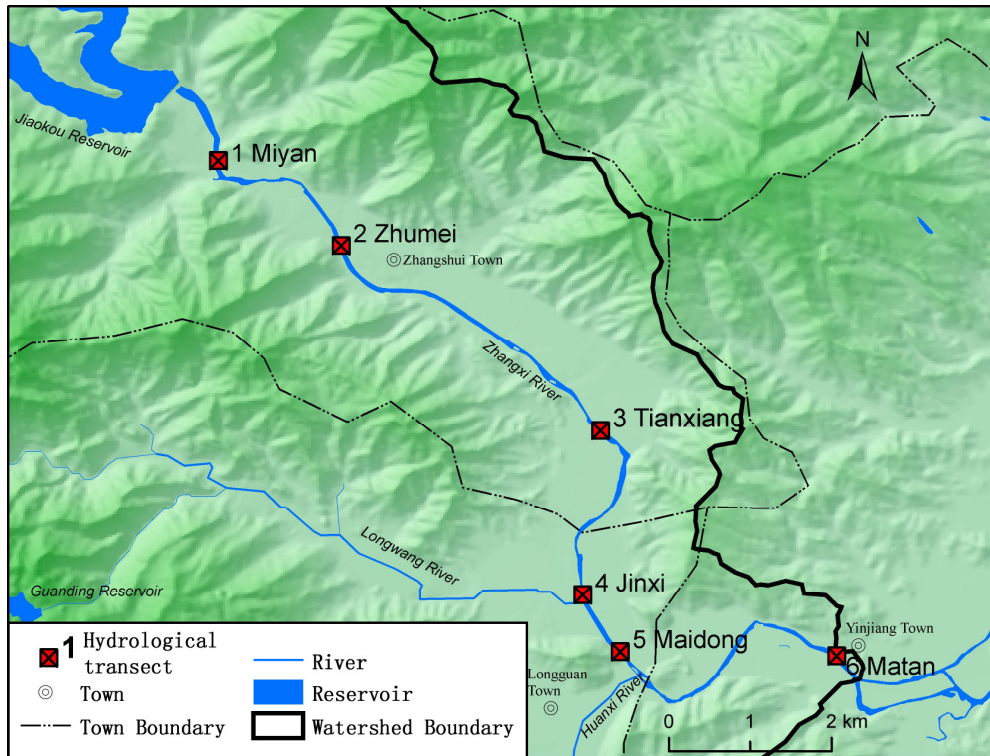 N
Jiaokou Reservoir
1 Miyan
2 Zhumei
Zhangshui Town
Zhangxi River
3 Tianxiang
Longwang River
Guanding Reservoir
4 Jinxi
5 Maidong
Yinjiang Town
6 Matan
Longguan
Town
Huanxi River
0 1 2 km
1 Hydrological
transect
Town
Town Boundary
River
Reservoir
Watershed Boundary